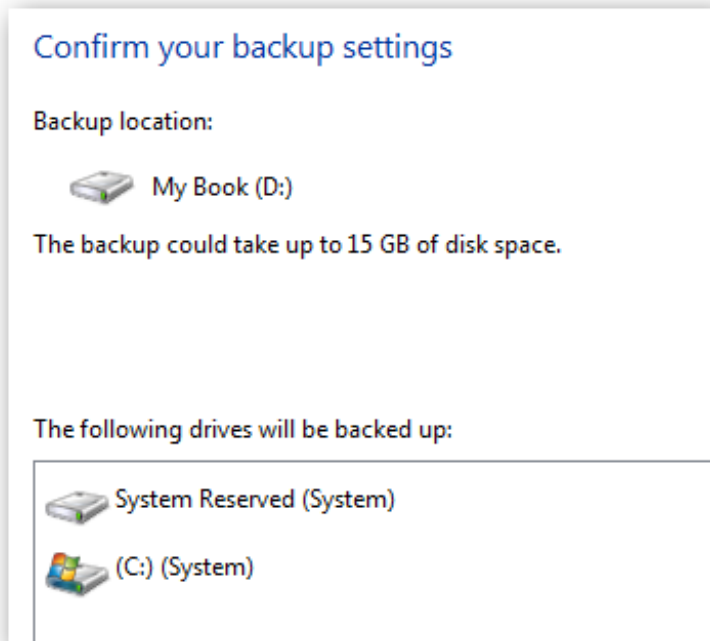 Confirm your backup settings
Backup location:
My Book (D:)
The backup could take up to 15 GB of disk space.
The following drives will be backed up:
System Reserved (System)
(C:) (System)